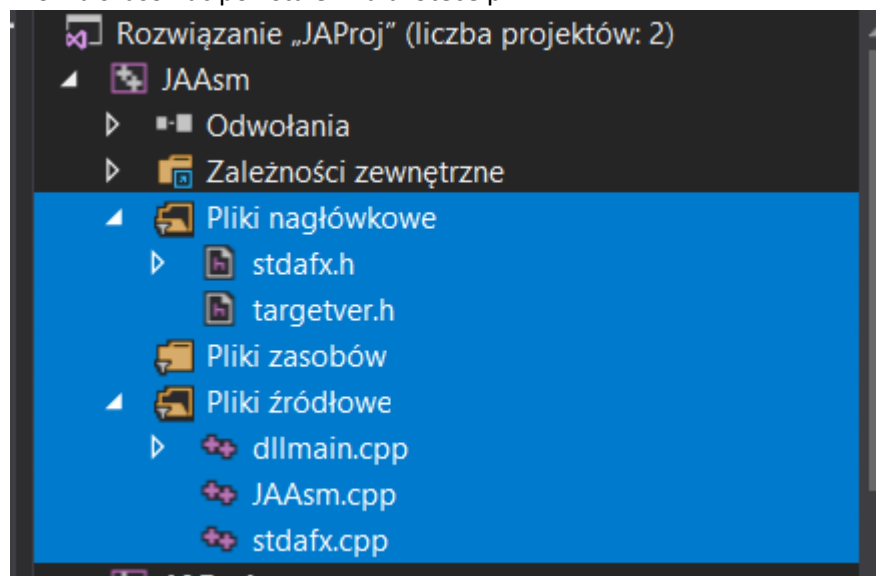 Rozwiązanie „JAProj” (liczba projektów: 2)
JAAsm
Odwołania
Zależności zewnętrzne
Pliki nagłówkowe
stdafx.h
targetver.h
Pliki zasobów
Pliki źródłowe
dllmain.cpp
JAAsm.cpp
stdafx.cpp